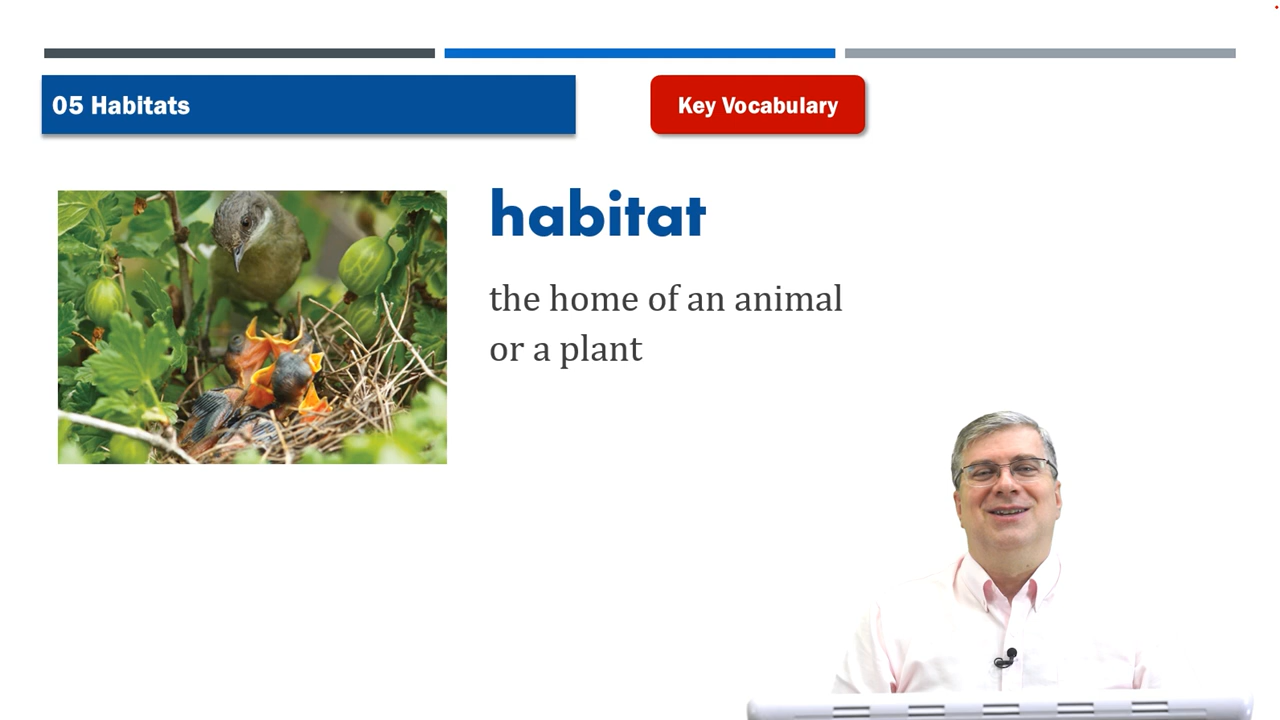 05 Habitats
Key Vocabulary
habitat
the home of an animal
or a plant